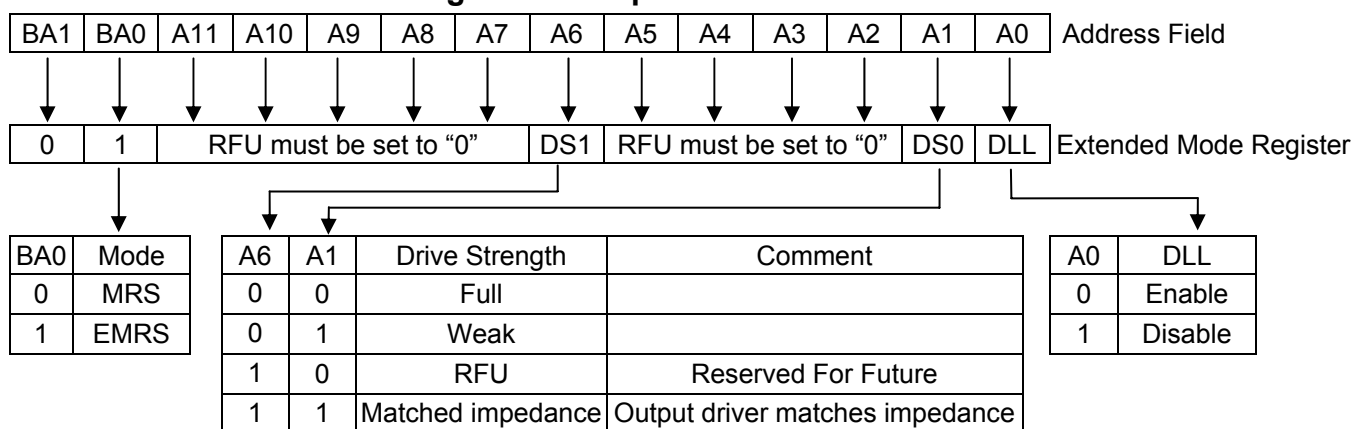 BA1 BA0 A11 A10 A9 A8 A7 A6 A5 A4 A3 A2 A1 A0 Address Field
0 1 RFU must be set to “0” DS1 RFU must be set to “0” DS0 DLL Extended Mode Register
BA0 Mode
0 MRS
1 EMRS
A6 A1 Drive Strength Comment
0 0 Full
0 1 Weak
1 0 RFU Reserved For Future
1 1 Matched impedance Output driver matches impedance
A0 DLL
0 Enable
1 Disable